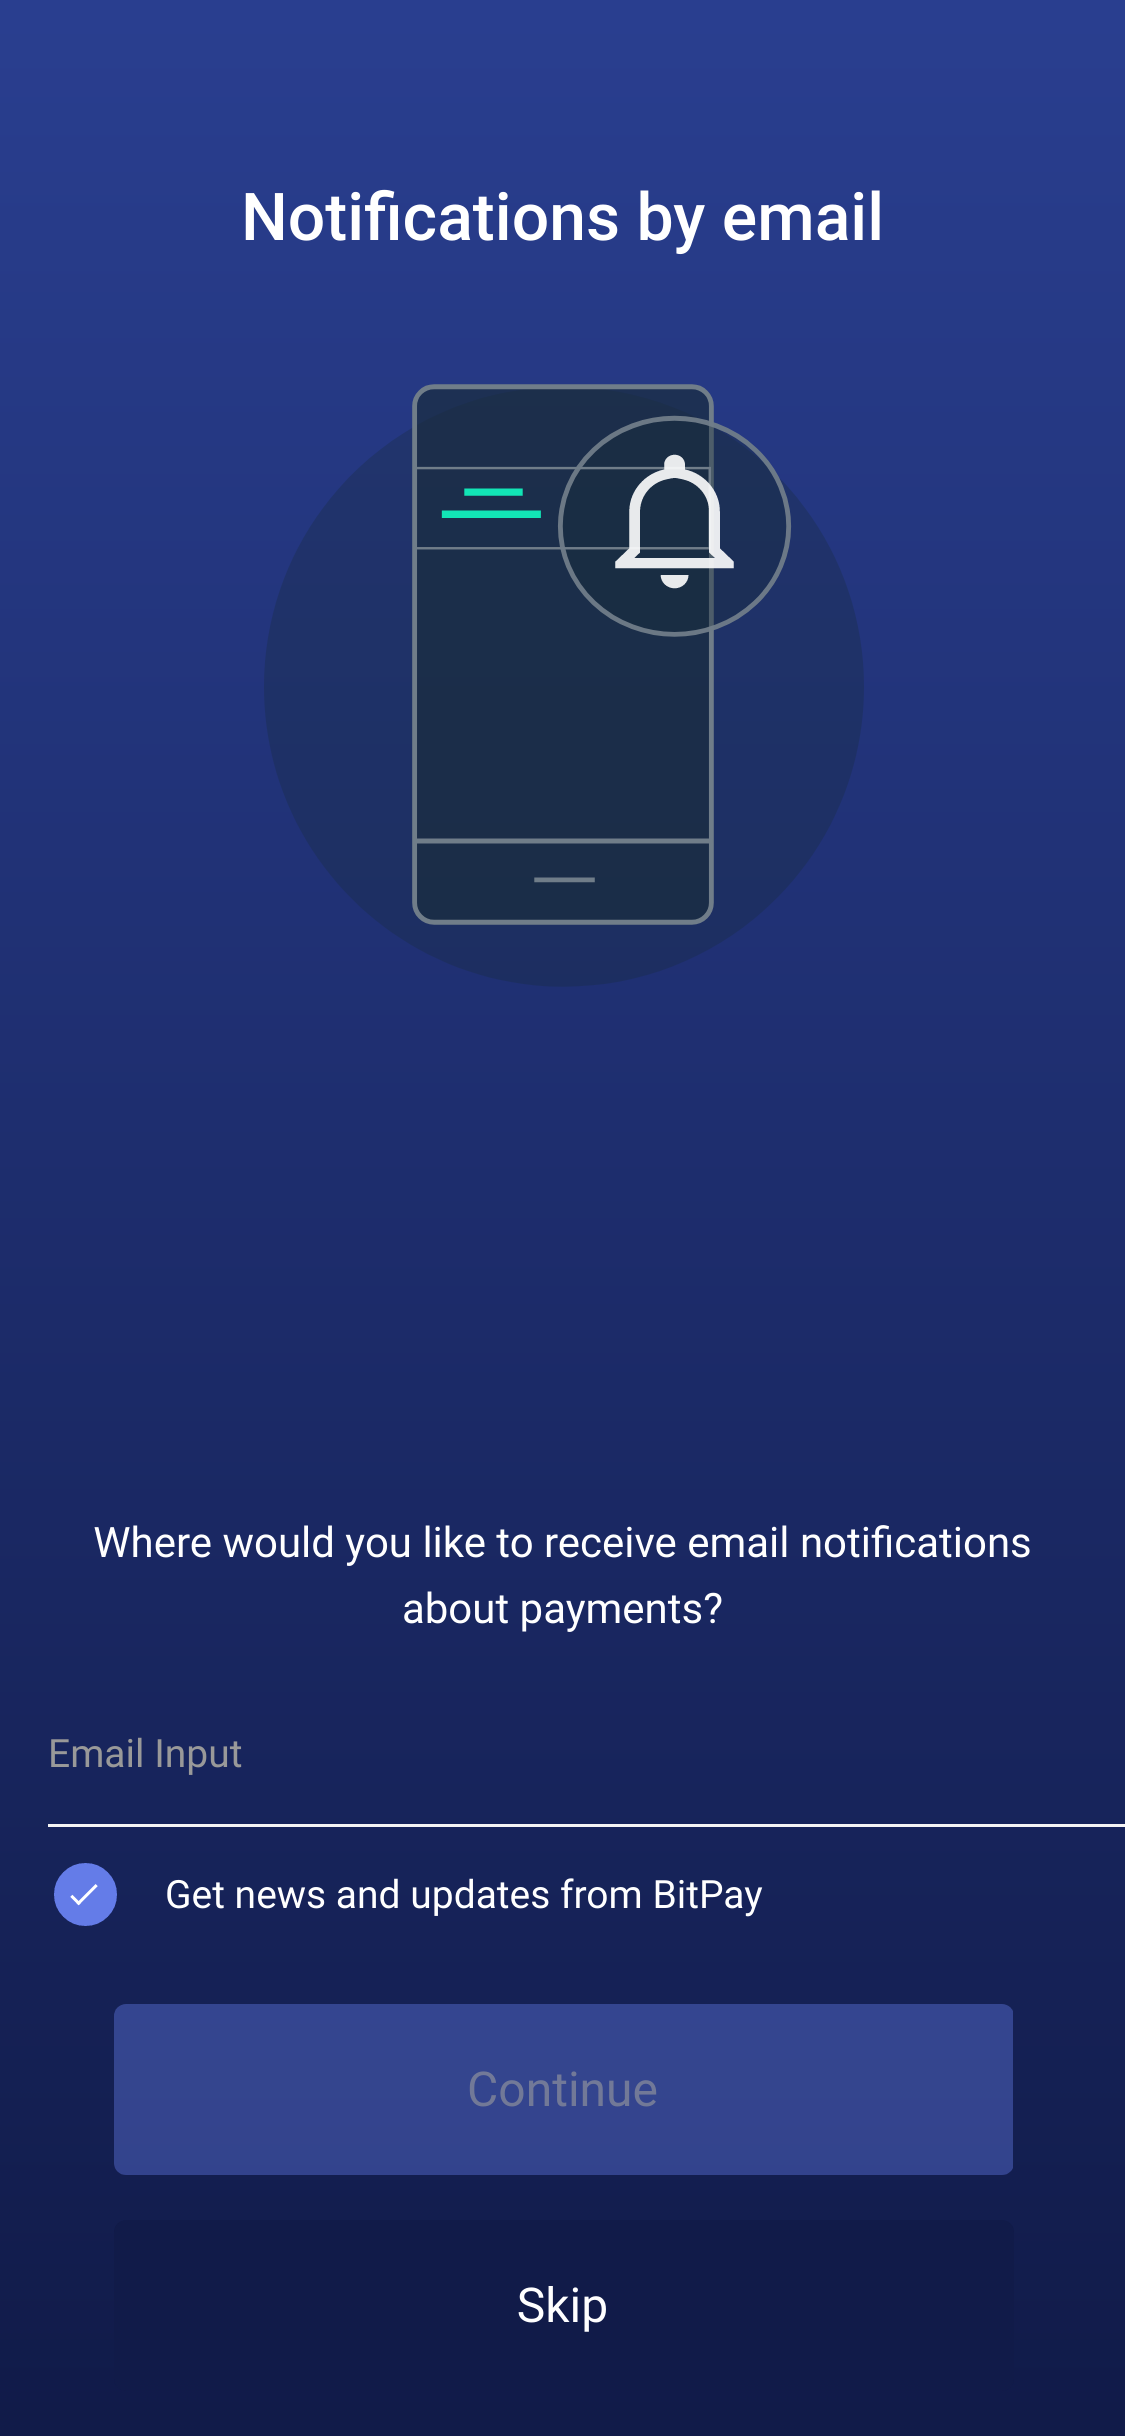 Notifications by email
Where would you like to receive email notifications
about payments?
Email Input
Get news and updates from BitPay
Continue
Skip